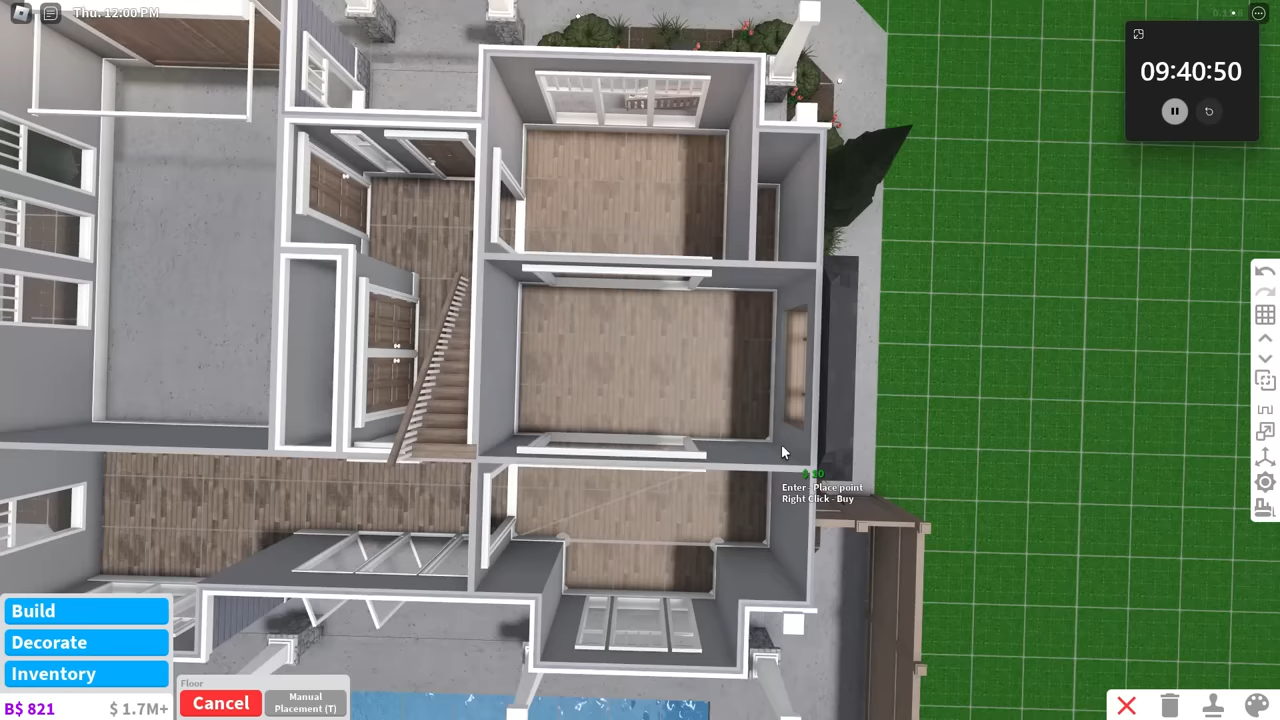 Thu. 12:00 PM
09:40:50
$ 10
Enter - Place point
Right Click - Buy
Build
Decorate
Inventory
B$ 821
$ 1.7M+
Floor
Cancel
Manual
Placement (T)